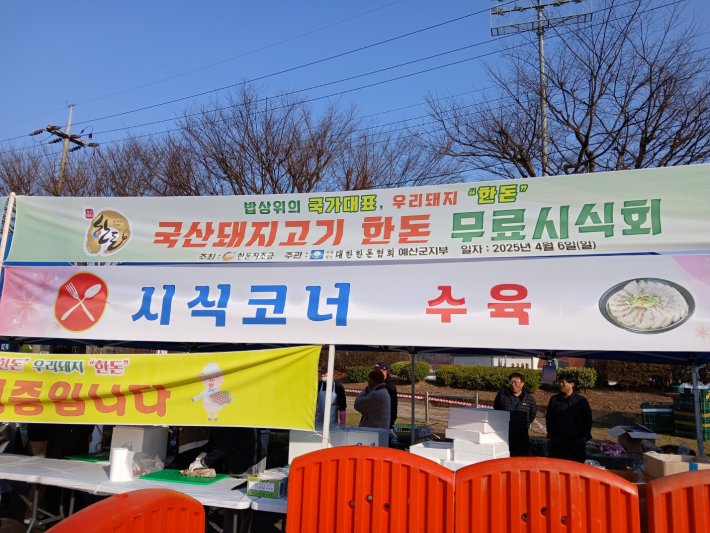 밥상위의 국가대표, 우리돼지 "한돈"
한돈
국산돼지고기 한돈 무료시식회
주최 : 한돈자조금 주관 : 대한한돈협회 예산군지부 일자 : 2025년 4월 6일(일)
시식코너 수육
한돈" 우리돼지 "한돈"
중입니다